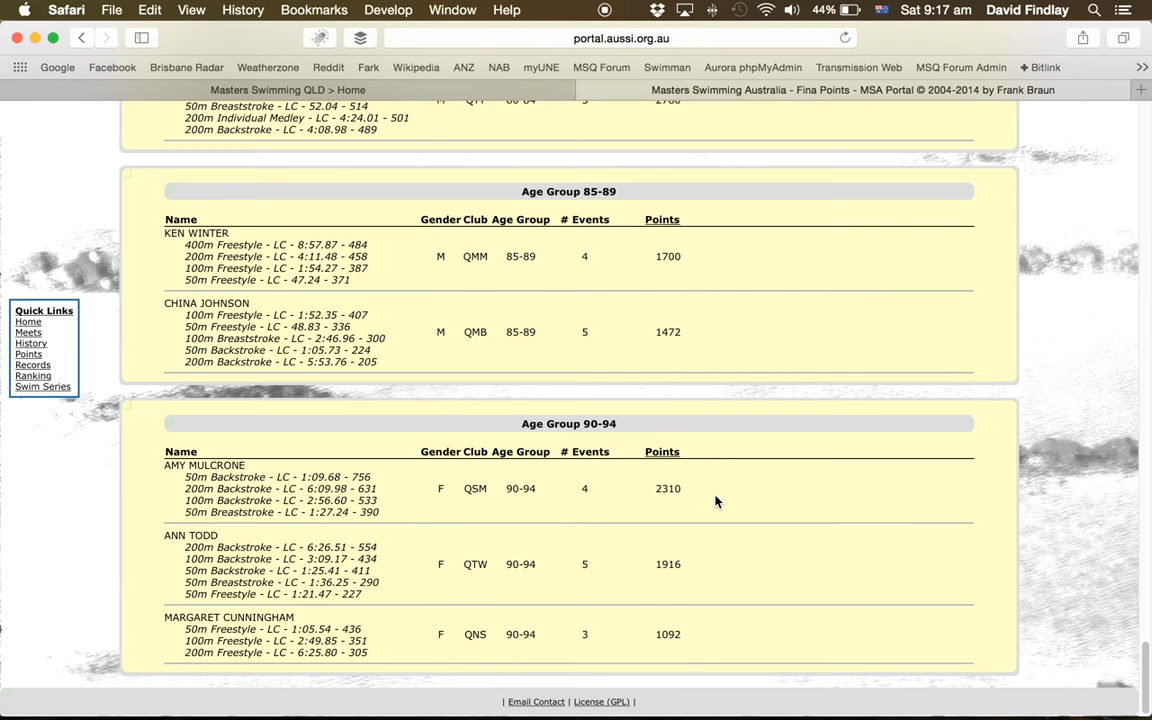 Safari File Edit View History Bookmarks Develop Window Help 44% Sat 9:17 am David Findlay
portal.aussi.org.au
Google Facebook Brisbane Radar Weatherzone Reddit Fark Wikipedia ANZ NAB myUNE MSQ Forum Swimman Aurora phpMyAdmin Transmission Web MSQ Forum Admin Bitlink
Masters Swimming QLD > Home Masters Swimming Australia - Fina Points - MSA Portal © 2004-2014 by Frank Braun
50m Breaststroke - LC - 52.04 - 514
200m Individual Medley - LC - 4:24.01 - 501
200m Backstroke - LC - 4:08.98 - 489
Age Group 85-89
Name Gender Club Age Group # Events Points
KEN WINTER
400m Freestyle - LC - 8:57.87 - 484
200m Freestyle - LC - 4:11.48 - 458 M QMM 85-89 4 1700
100m Freestyle - LC - 1:54.27 - 387
50m Freestyle - LC - 47.24 - 371
CHINA JOHNSON
100m Freestyle - LC - 1:52.35 - 407
50m Freestyle - LC - 48.83 - 336 M QMB 85-89 5 1472
100m Breaststroke - LC - 2:46.96 - 300
50m Backstroke - LC - 1:05.73 - 224
200m Backstroke - LC - 5:53.76 - 205
Quick Links
Home
Meets
History
Points
Records
Ranking
Swim Series
Age Group 90-94
Name Gender Club Age Group # Events Points
AMY MULCRONE
50m Backstroke - LC - 1:09.68 - 756
200m Backstroke - LC - 6:09.98 - 631 F QSM 90-94 4 2310
100m Backstroke - LC - 2:56.60 - 533
50m Breaststroke - LC - 1:27.24 - 390
ANN TODD
200m Backstroke - LC - 6:26.51 - 554
100m Backstroke - LC - 3:09.17 - 434 F QTW 90-94 5 1916
50m Backstroke - LC - 1:25.41 - 411
50m Breaststroke - LC - 1:36.25 - 290
50m Freestyle - LC - 1:21.47 - 227
MARGARET CUNNINGHAM
50m Freestyle - LC - 1:05.54 - 436 F QNS 90-94 3 1092
100m Freestyle - LC - 2:49.85 - 351
200m Freestyle - LC - 6:25.80 - 305
| Email Contact | License (GPL) |